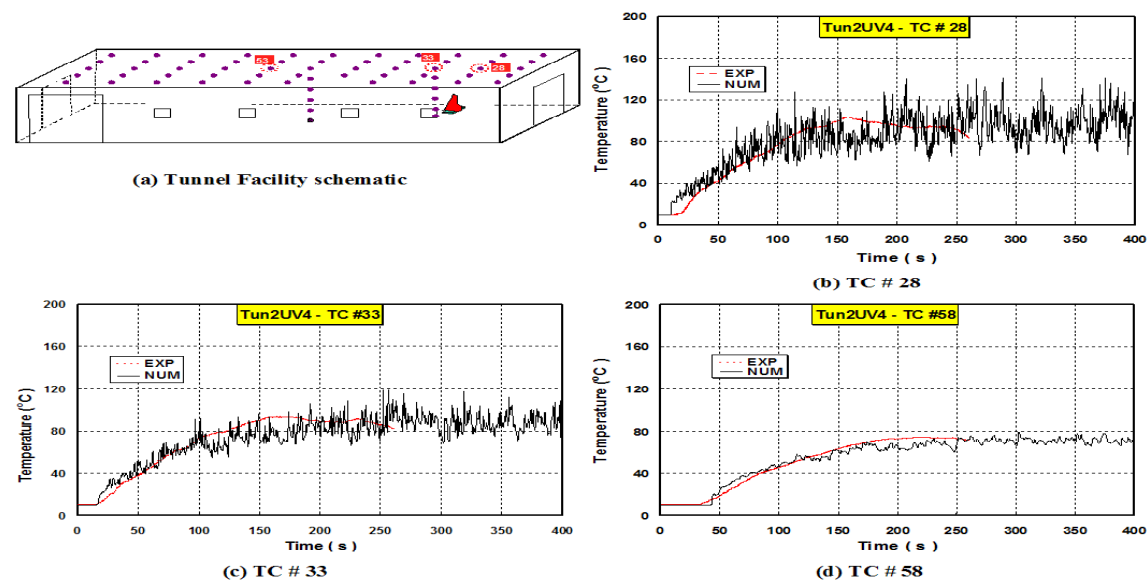 53
33
28
(a) Tunnel Facility schematic
Tun2UV4 - TC # 28
EXP
NUM
Temperature (ºC)
200
160
120
80
40
0
0 50 100 150 200 250 300 350 400
Time ( s )
(b) TC # 28
Tun2UV4 - TC #33
EXP
NUM
Temperature (ºC)
200
160
120
80
40
0
0 50 100 150 200 250 300 350 400
Time ( s )
(c) TC # 33
Tun2UV4 - TC #58
EXP
NUM
Temperature (ºC)
200
160
120
80
40
0
0 50 100 150 200 250 300 350 400
Time ( s )
(d) TC # 58